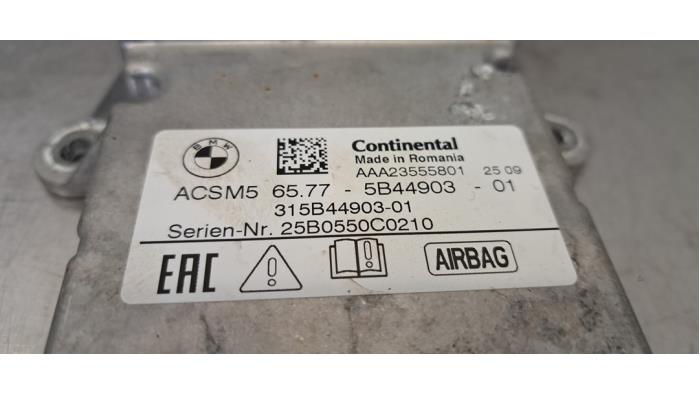 BMW
Continental
Made in Romania
AAA23555801 25 09
ACSM5 65.77 - 5B44903 - 01
315B44903-01
Serien-Nr. 25B0550C0210
EAC AIRBAG